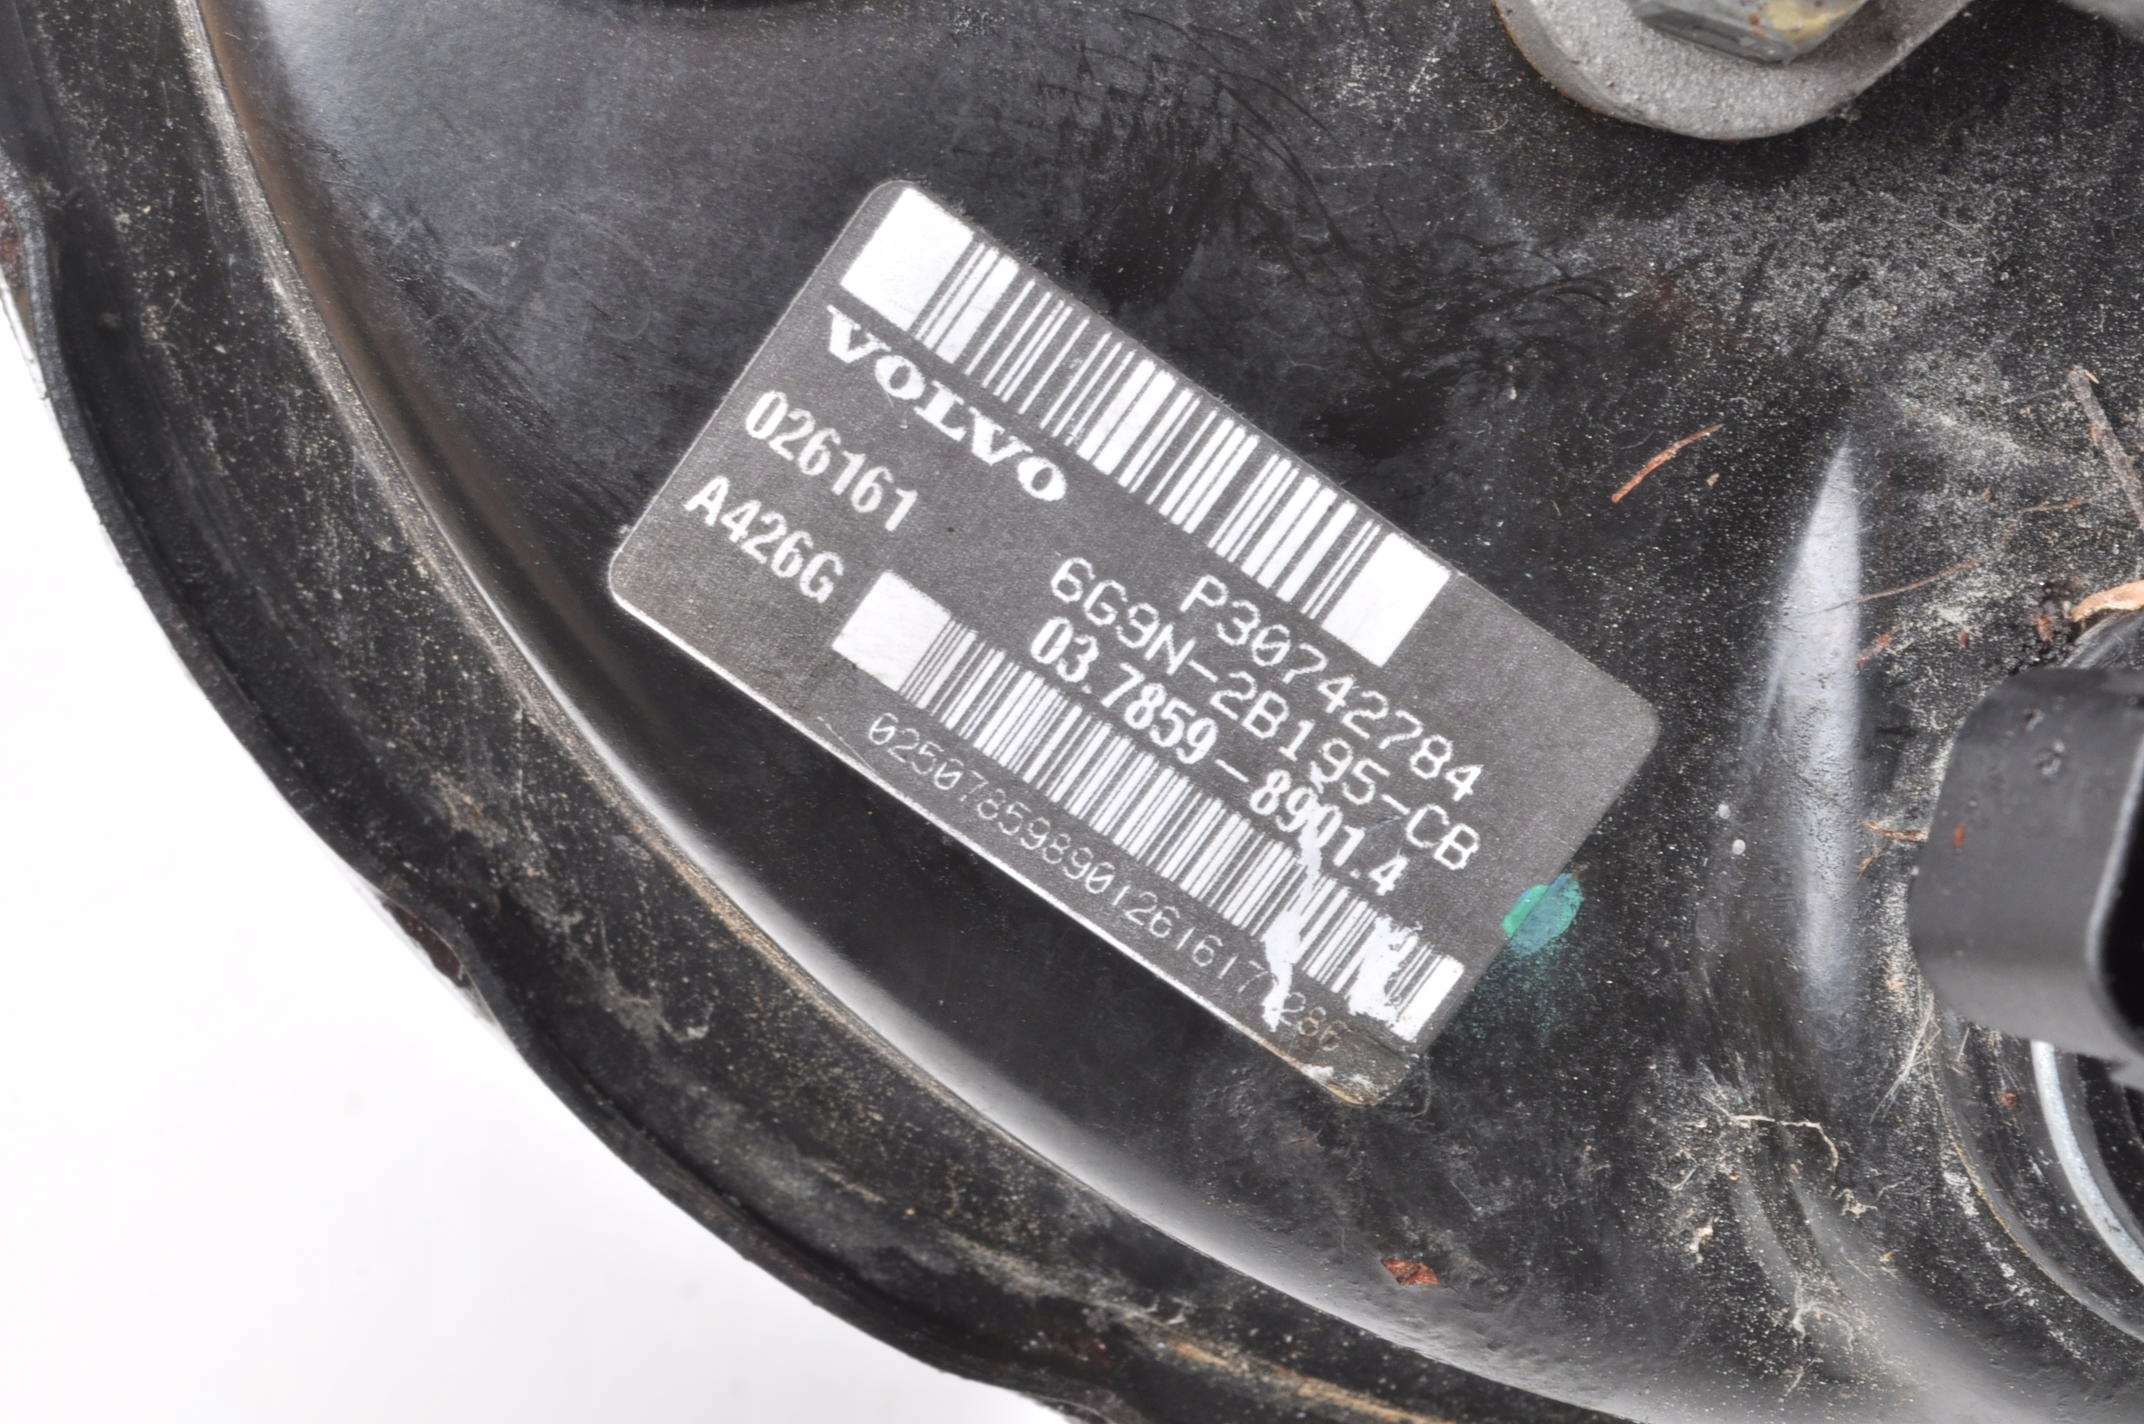 VOLVO
026161
A426G
P30742784
6G9N-2B195-CB
03.7859-8901.4